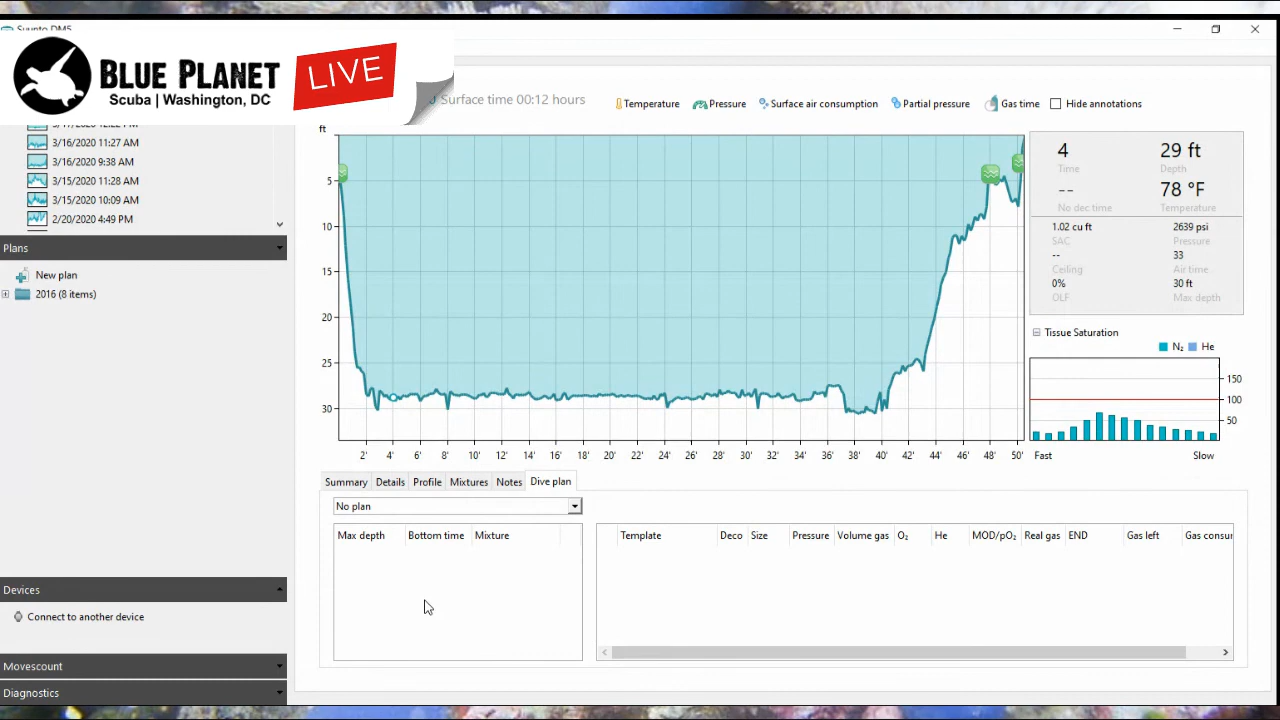 Suunto DM5
BLUE PLANET
Scuba | Washington, DC
LIVE
Surface time 00:12 hours
Temperature
Pressure
Surface air consumption
Partial pressure
Gas time
Hide annotations
3/17/2020 12:22 PM
3/16/2020 11:27 AM
3/16/2020 9:38 AM
3/15/2020 11:28 AM
3/15/2020 10:09 AM
2/20/2020 4:49 PM
Plans
New plan
2016 (8 items)
Devices
Connect to another device
Movescount
Diagnostics
ft
5
10
15
20
25
30
2' 4' 6' 8' 10' 12' 14' 16' 18' 20' 22' 24' 26' 28' 30' 32' 34' 36' 38' 40' 42' 44' 46' 48' 50'
4 29 ft
Time Depth
-- 78 °F
No dec time Temperature
1.02 cu ft 2639 psi
SAC Pressure
-- 33
Ceiling Air time
0% 30 ft
OLF Max depth
Tissue Saturation
N₂ He
150
100
50
Fast Slow
Summary Details Profile Mixtures Notes Dive plan
No plan
Max depth Bottom time Mixture
Template Deco Size Pressure Volume gas O₂ He MOD/pO₂ Real gas END Gas left Gas consur